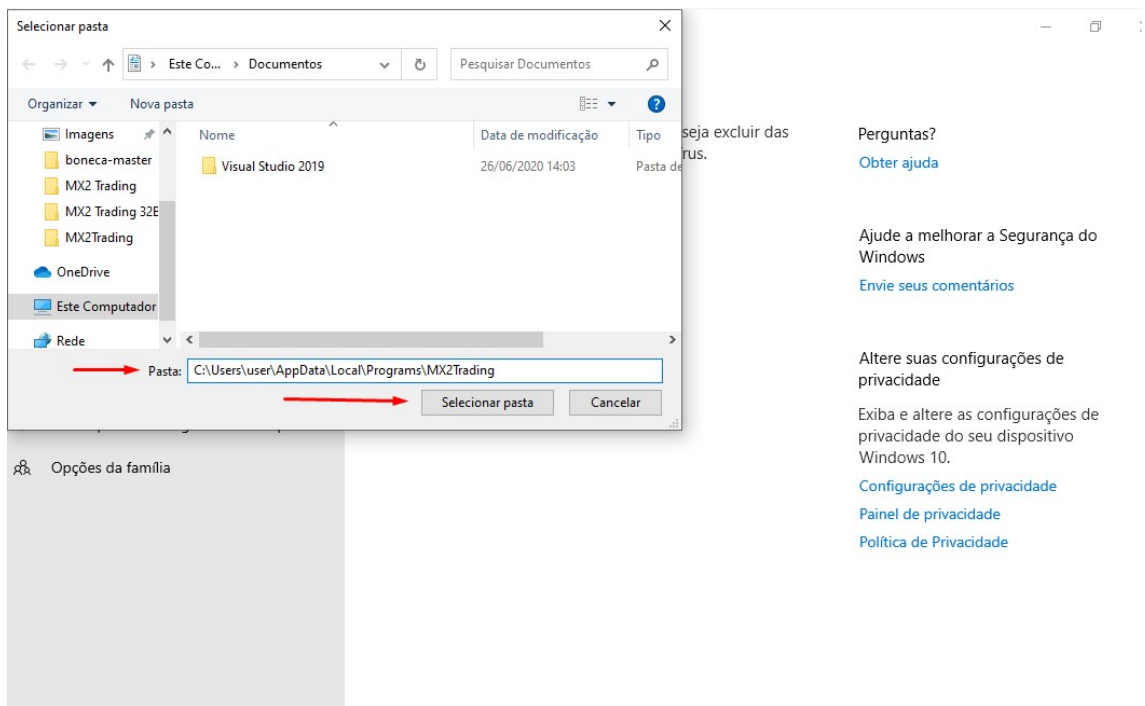 Selecionar pasta
Este Co... > Documentos
Pesquisar Documentos
Organizar
Nova pasta
Imagens
boneca-master
MX2 Trading
MX2 Trading 32B
MX2Trading
OneDrive
Este Computador
Rede
Nome
Data de modificação
Tipo
Visual Studio 2019
26/06/2020 14:03
Pasta de
Pasta:
C:\Users\user\AppData\Local\Programs\MX2Trading
Selecionar pasta
Cancelar
seja excluir das
rus.
Opções da família
Perguntas?
Obter ajuda
Ajude a melhorar a Segurança do
Windows
Envie seus comentários
Altere suas configurações de
privacidade
Exiba e altere as configurações de
privacidade do seu dispositivo
Windows 10.
Configurações de privacidade
Painel de privacidade
Política de Privacidade